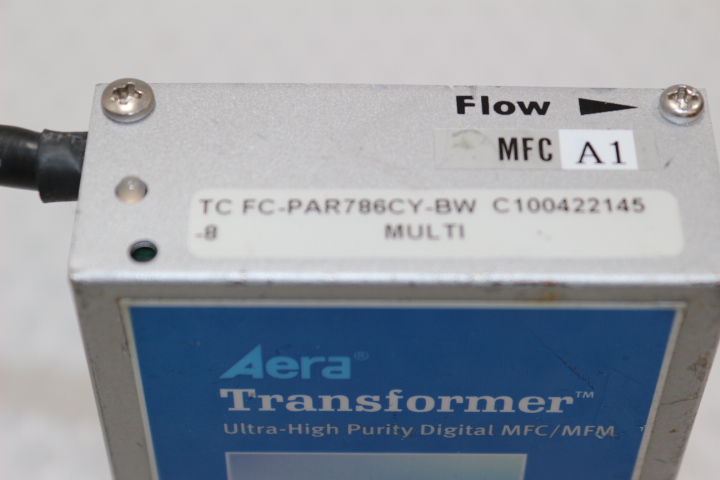 Flow
MFC A1
TC FC-PAR786CY-BW C100422145
-8 MULTI
Aera®
Transformer™
Ultra-High Purity Digital MFC/MFM